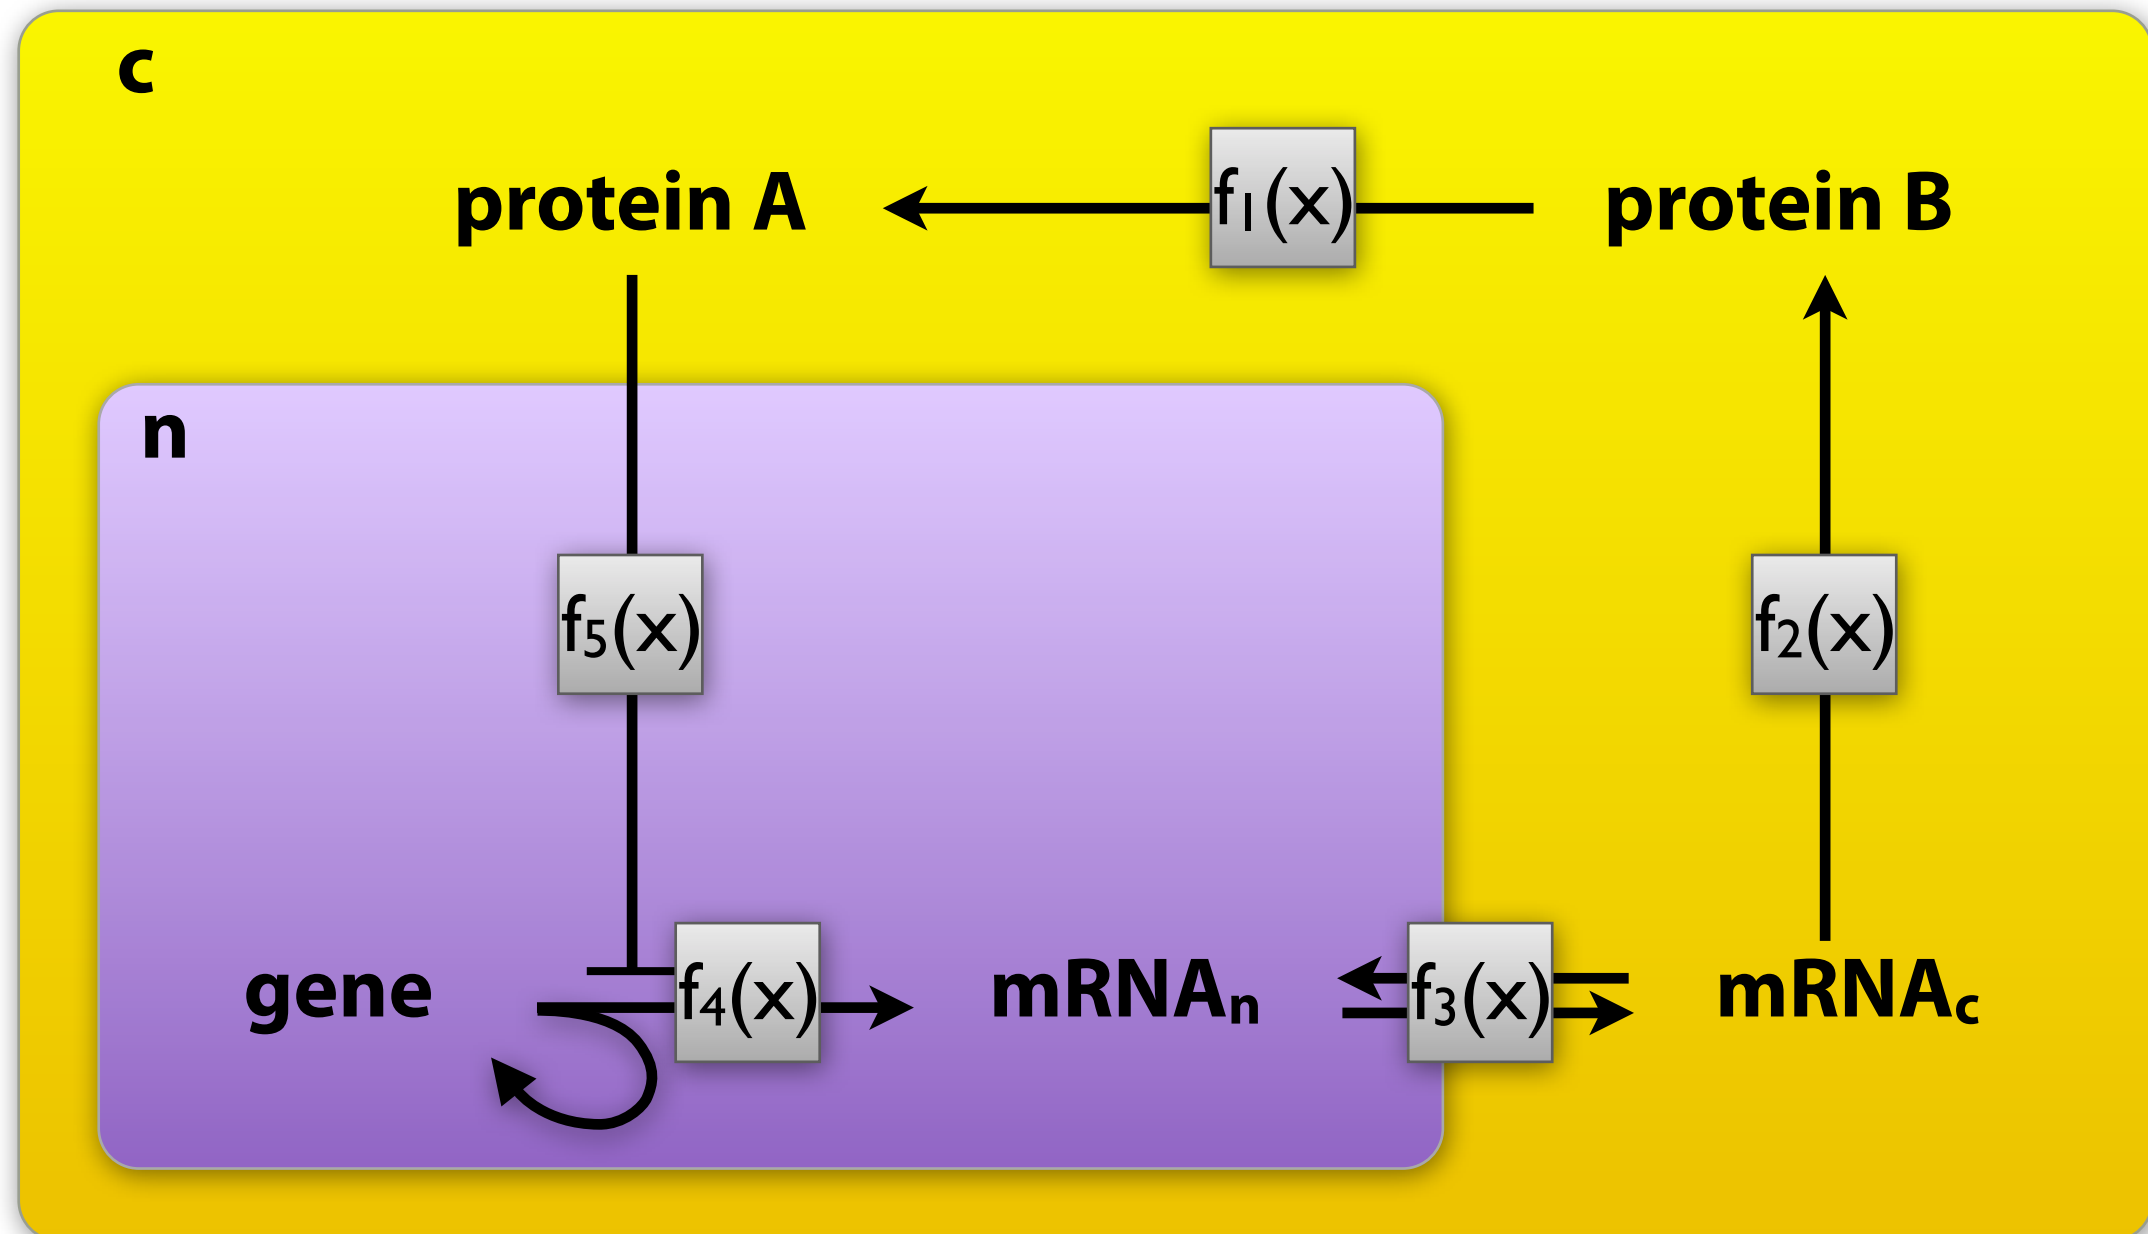 c
protein A
f1(x)
protein B
n
f5(x)
f2(x)
gene
f4(x)
mRNAn
f3(x)
mRNAc